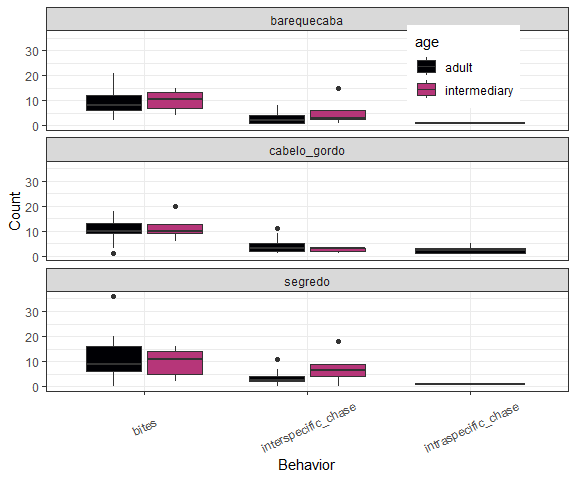 barequecaba
age
adult
intermediary
30
20
10
0
cabelo_gordo
30
20
10
0
Count
segredo
30
20
10
0
bites
interspecific_chase
intraspecific_chase
Behavior